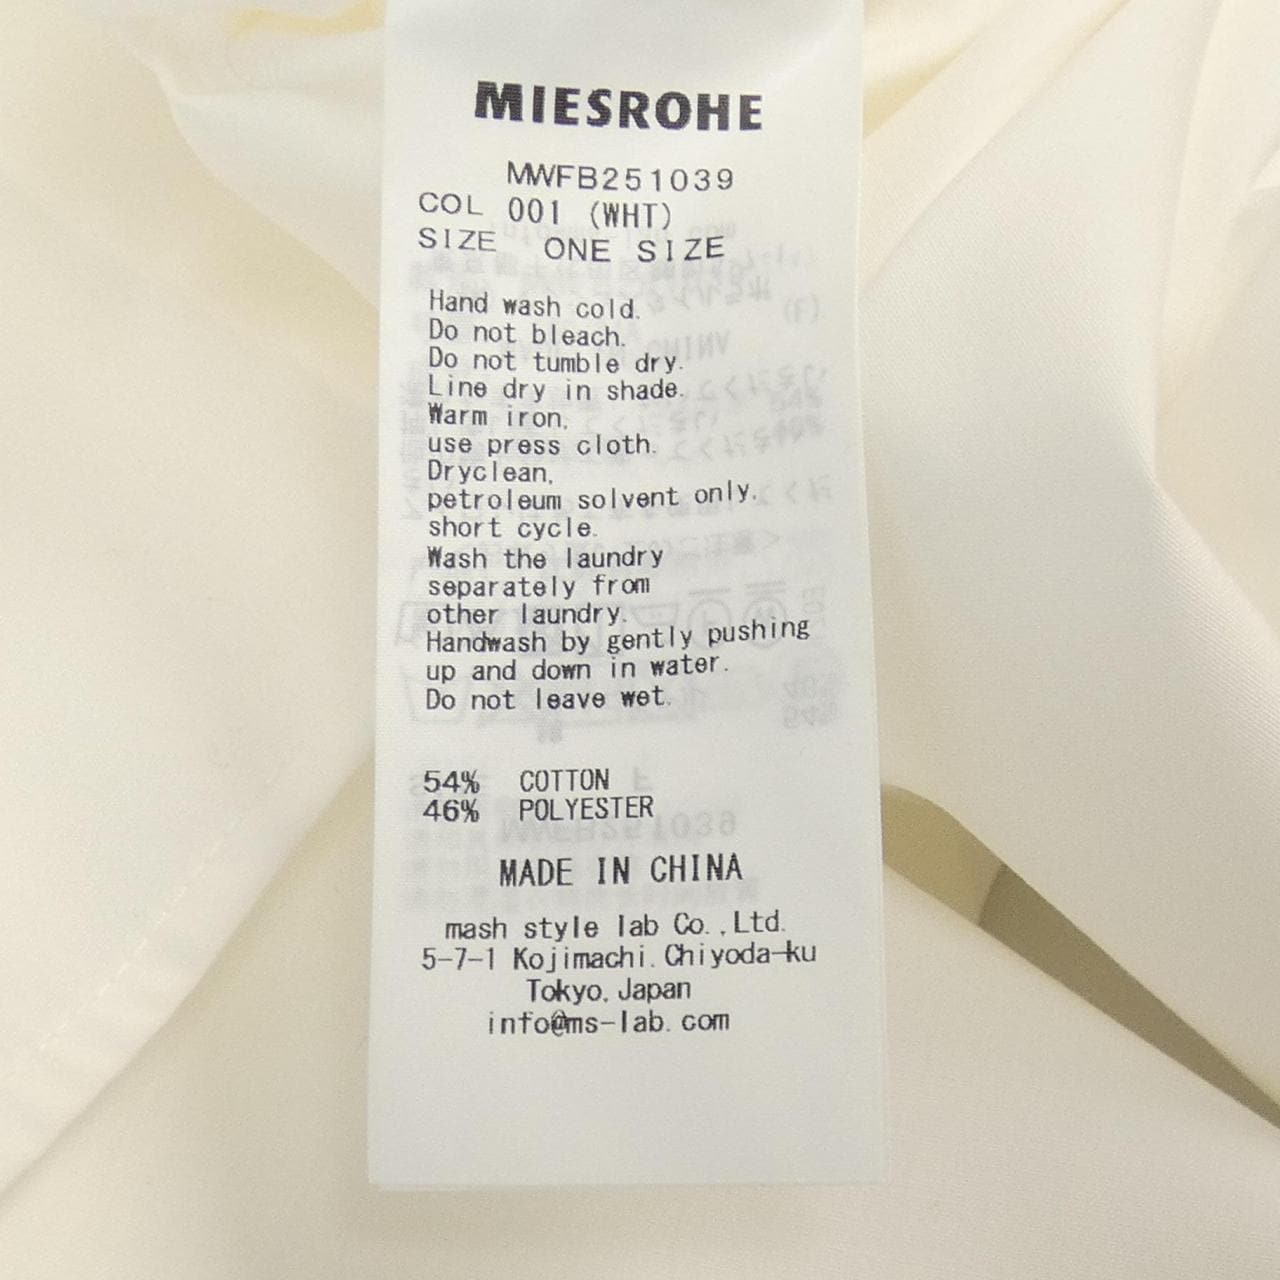 MIESROHE
MWFB251039
COL 001 (WHT)
SIZE ONE SIZE
Hand wash cold.
Do not bleach.
Do not tumble dry.
Line dry in shade.
Warm iron,
use press cloth.
Dryclean,
petroleum solvent only,
short cycle.
Wash the laundry
separately from
other laundry.
Handwash by gently pushing
up and down in water.
Do not leave wet.
54% COTTON
46% POLYESTER
MADE IN CHINA
mash style lab Co.,Ltd.
5-7-1 Kojimachi.Chiyoda-ku
Tokyo,Japan
info@ms-lab.com